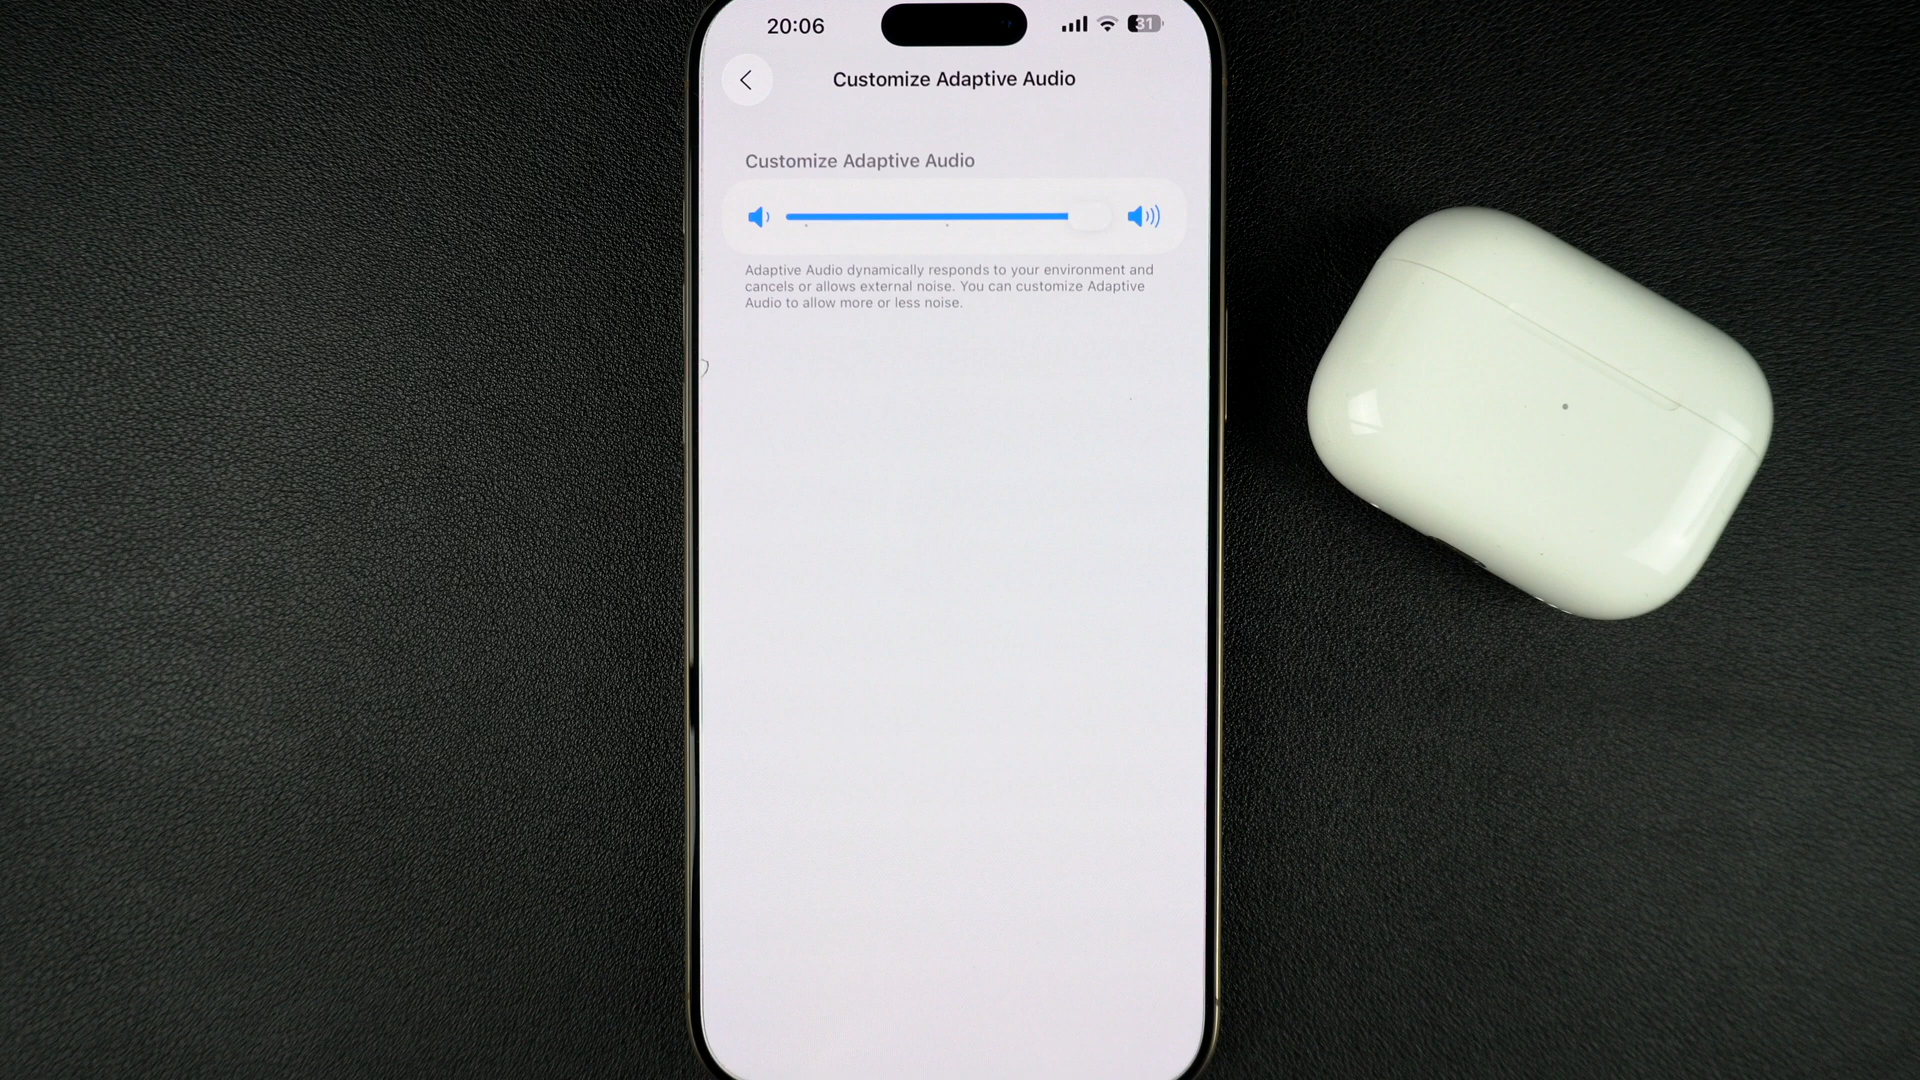 20:06
31
Customize Adaptive Audio
Customize Adaptive Audio
Adaptive Audio dynamically responds to your environment and
cancels or allows external noise. You can customize Adaptive
Audio to allow more or less noise.